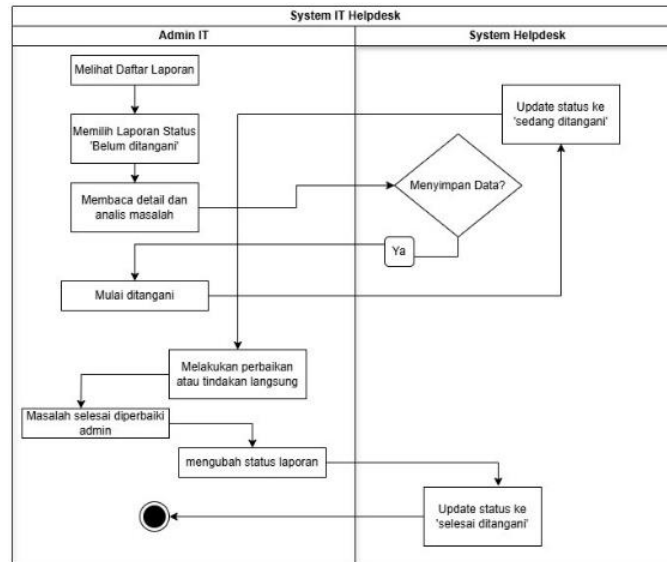 System IT Helpdesk
Admin IT
System Helpdesk
Melihat Daftar Laporan
Update status ke
'sedang ditangani'
Memilih Laporan Status
'Belum ditangani'
Menyimpan Data?
Membaca detail dan
analis masalah
Ya
Mulai ditangani
Melakukan perbaikan
atau tindakan langsung
Masalah selesai diperbaiki
admin
mengubah status laporan
Update status ke
'selesai ditangani'